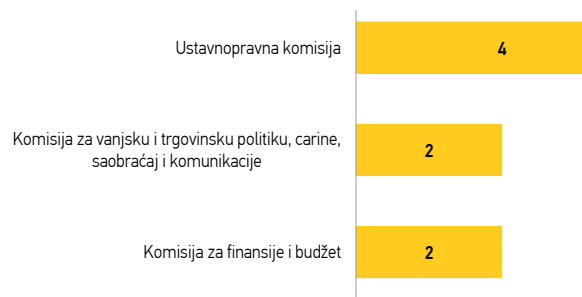 Ustavnopravna komisija
4
Komisija za vanjsku i trgovinsku politiku, carine,
saobraćaj i komunikacije
2
Komisija za finansije i budžet
2